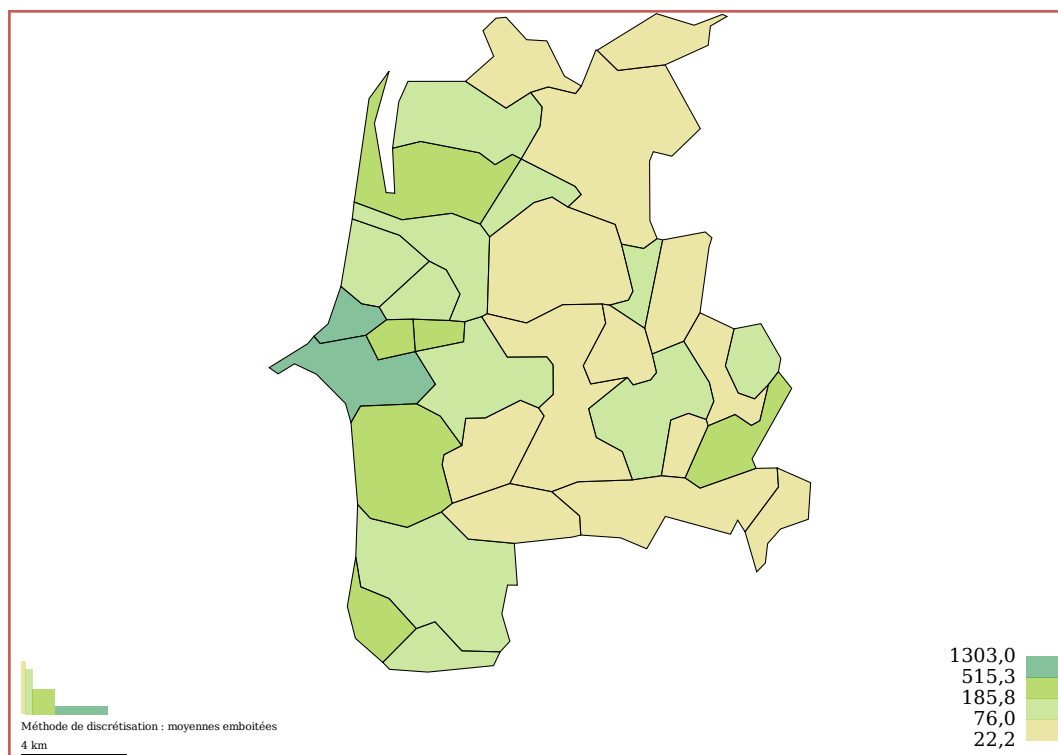 1303,0
515,3
185,8
76,0
22,2
Méthode de discrétisation : moyennes emboitées
4 km